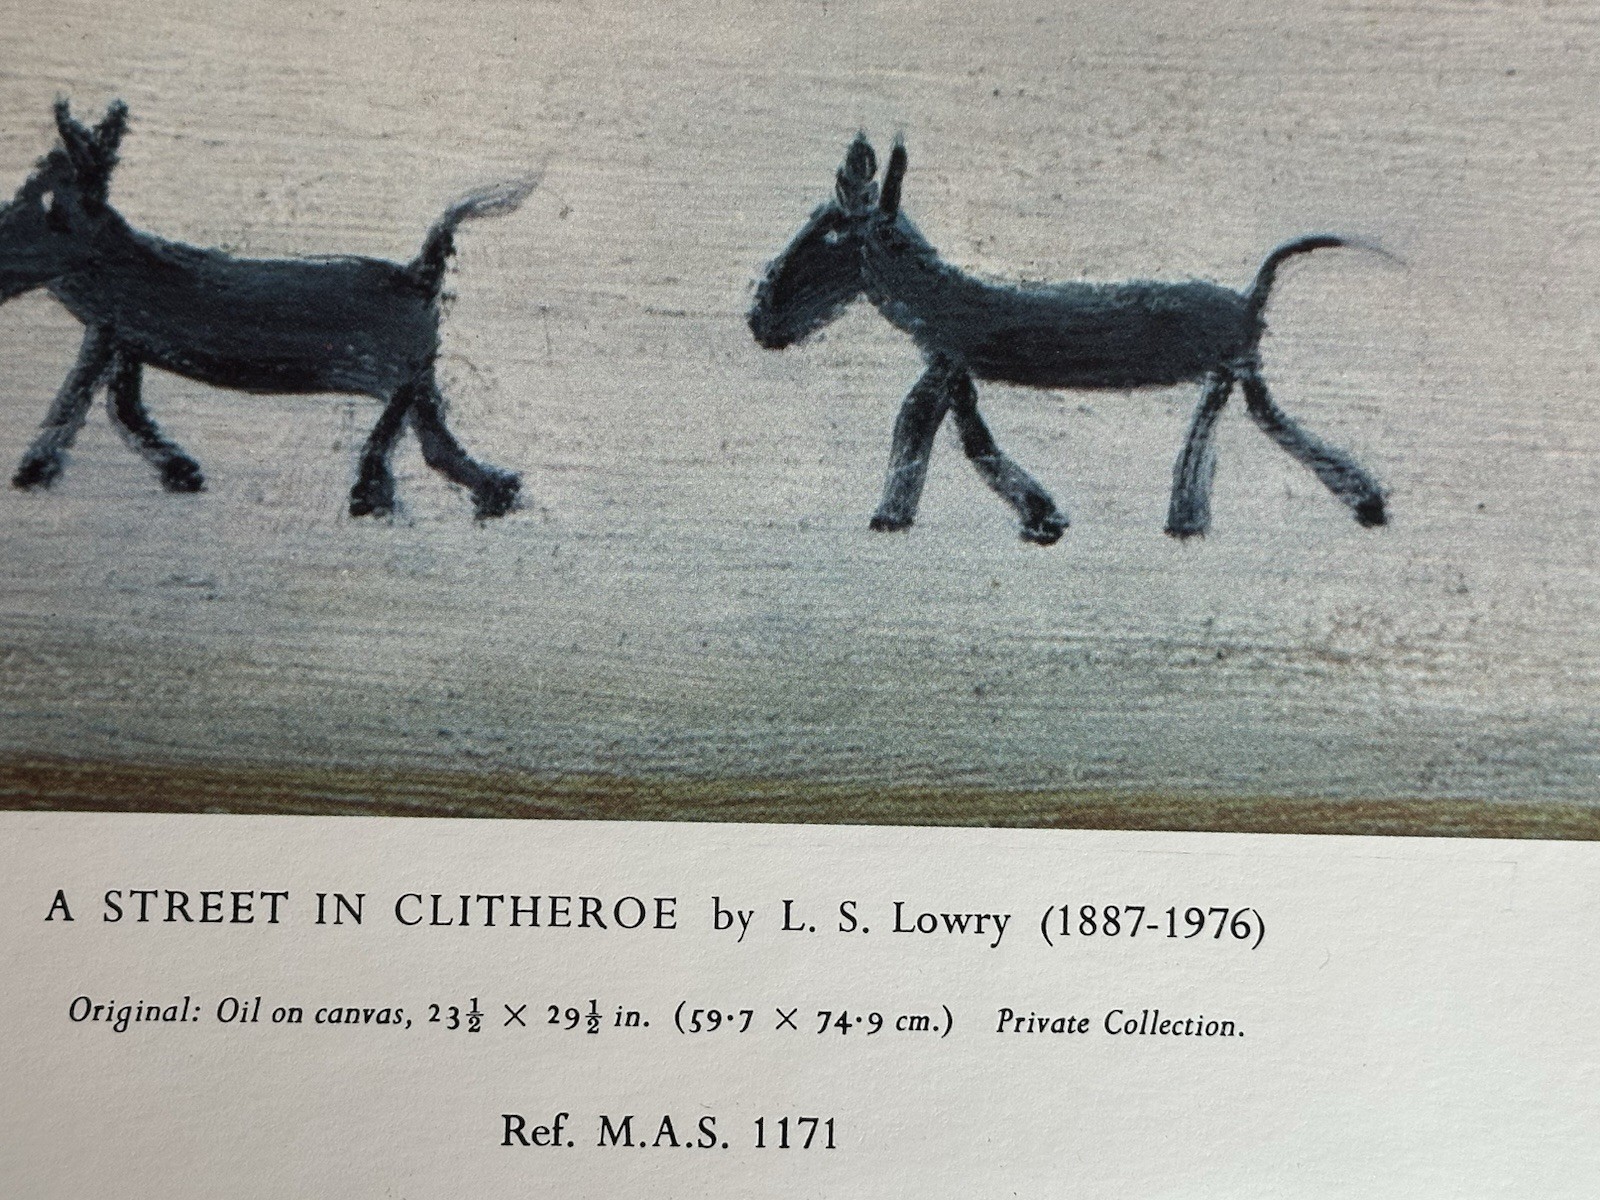 A STREET IN CLITHEROE by L. S. Lowry (1887-1976)
Original: Oil on canvas, 23½ × 29½ in. (59·7 × 74·9 cm.) Private Collection.
Ref. M.A.S. 1171